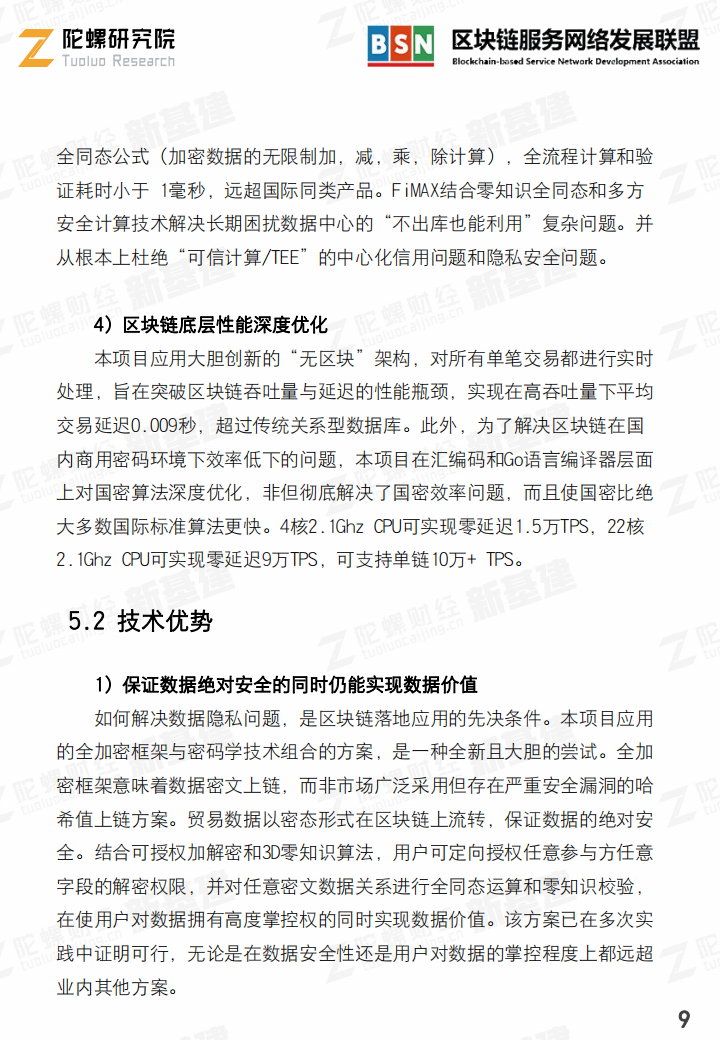 陀螺研究院
Tuoluo Research
BSN
区块链服务网络发展联盟
Blockchain-based Service Network Development Association
全同态公式（加密数据的无限制加，减，乘，除计算），全流程计算和验
证耗时小于 1毫秒，远超国际同类产品。FiMAX结合零知识全同态和多方
安全计算技术解决长期困扰数据中心的“不出库也能利用”复杂问题。并
从根本上杜绝“可信计算/TEE”的中心化信用问题和隐私安全问题。
4）区块链底层性能深度优化
本项目应用大胆创新的“无区块”架构，对所有单笔交易都进行实时
处理，旨在突破区块链吞吐量与延迟的性能瓶颈，实现在高吞吐量下平均
交易延迟0.009秒，超过传统关系型数据库。此外，为了解决区块链在国
内商用密码环境下效率低下的问题，本项目在汇编码和Go语言编译器层面
上对国密算法深度优化，非但彻底解决了国密效率问题，而且使国密比绝
大多数国际标准算法更快。4核2.1Ghz CPU可实现零延迟1.5万TPS，22核
2.1Ghz CPU可实现零延迟9万TPS，可支持单链10万+ TPS。
5.2 技术优势
1）保证数据绝对安全的同时仍能实现数据价值
如何解决数据隐私问题，是区块链落地应用的先决条件。本项目应用
的全加密框架与密码学技术组合的方案，是一种全新且大胆的尝试。全加
密框架意味着数据密文上链，而非市场广泛采用但存在严重安全漏洞的哈
希值上链方案。贸易数据以密态形式在区块链上流转，保证数据的绝对安
全。结合可授权加解密和3D零知识算法，用户可定向授权任意参与方任意
字段的解密权限，并对任意密文数据关系进行全同态运算和零知识校验，
在使用户对数据拥有高度掌控权的同时实现数据价值。该方案已在多次实
践中证明可行，无论是在数据安全性还是用户对数据的掌控程度上都远超
业内其他方案。
9